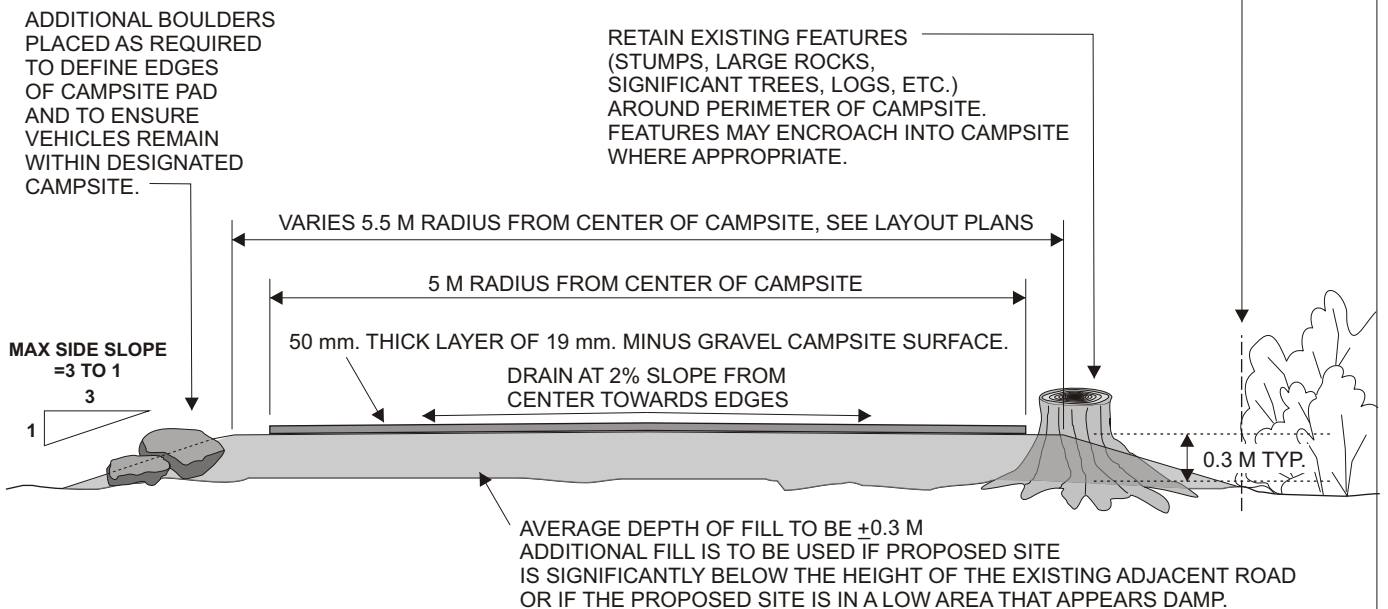 ADDITIONAL BOULDERS
PLACED AS REQUIRED
TO DEFINE EDGES
OF CAMPSITE PAD
AND TO ENSURE
VEHICLES REMAIN
WITHIN DESIGNATED
CAMPSITE.
RETAIN EXISTING FEATURES
(STUMPS, LARGE ROCKS,
SIGNIFICANT TREES, LOGS, ETC.)
AROUND PERIMETER OF CAMPSITE.
FEATURES MAY ENCROACH INTO CAMPSITE
WHERE APPROPRIATE.
VARIES 5.5 M RADIUS FROM CENTER OF CAMPSITE, SEE LAYOUT PLANS
5 M RADIUS FROM CENTER OF CAMPSITE
50 mm. THICK LAYER OF 19 mm. MINUS GRAVEL CAMPSITE SURFACE.
DRAIN AT 2% SLOPE FROM
CENTER TOWARDS EDGES
MAX SIDE SLOPE
=3 TO 1
3
1
0.3 M TYP.
AVERAGE DEPTH OF FILL TO BE ±0.3 M
ADDITIONAL FILL IS TO BE USED IF PROPOSED SITE
IS SIGNIFICANTLY BELOW THE HEIGHT OF THE EXISTING ADJACENT ROAD
OR IF THE PROPOSED SITE IS IN A LOW AREA THAT APPEARS DAMP.